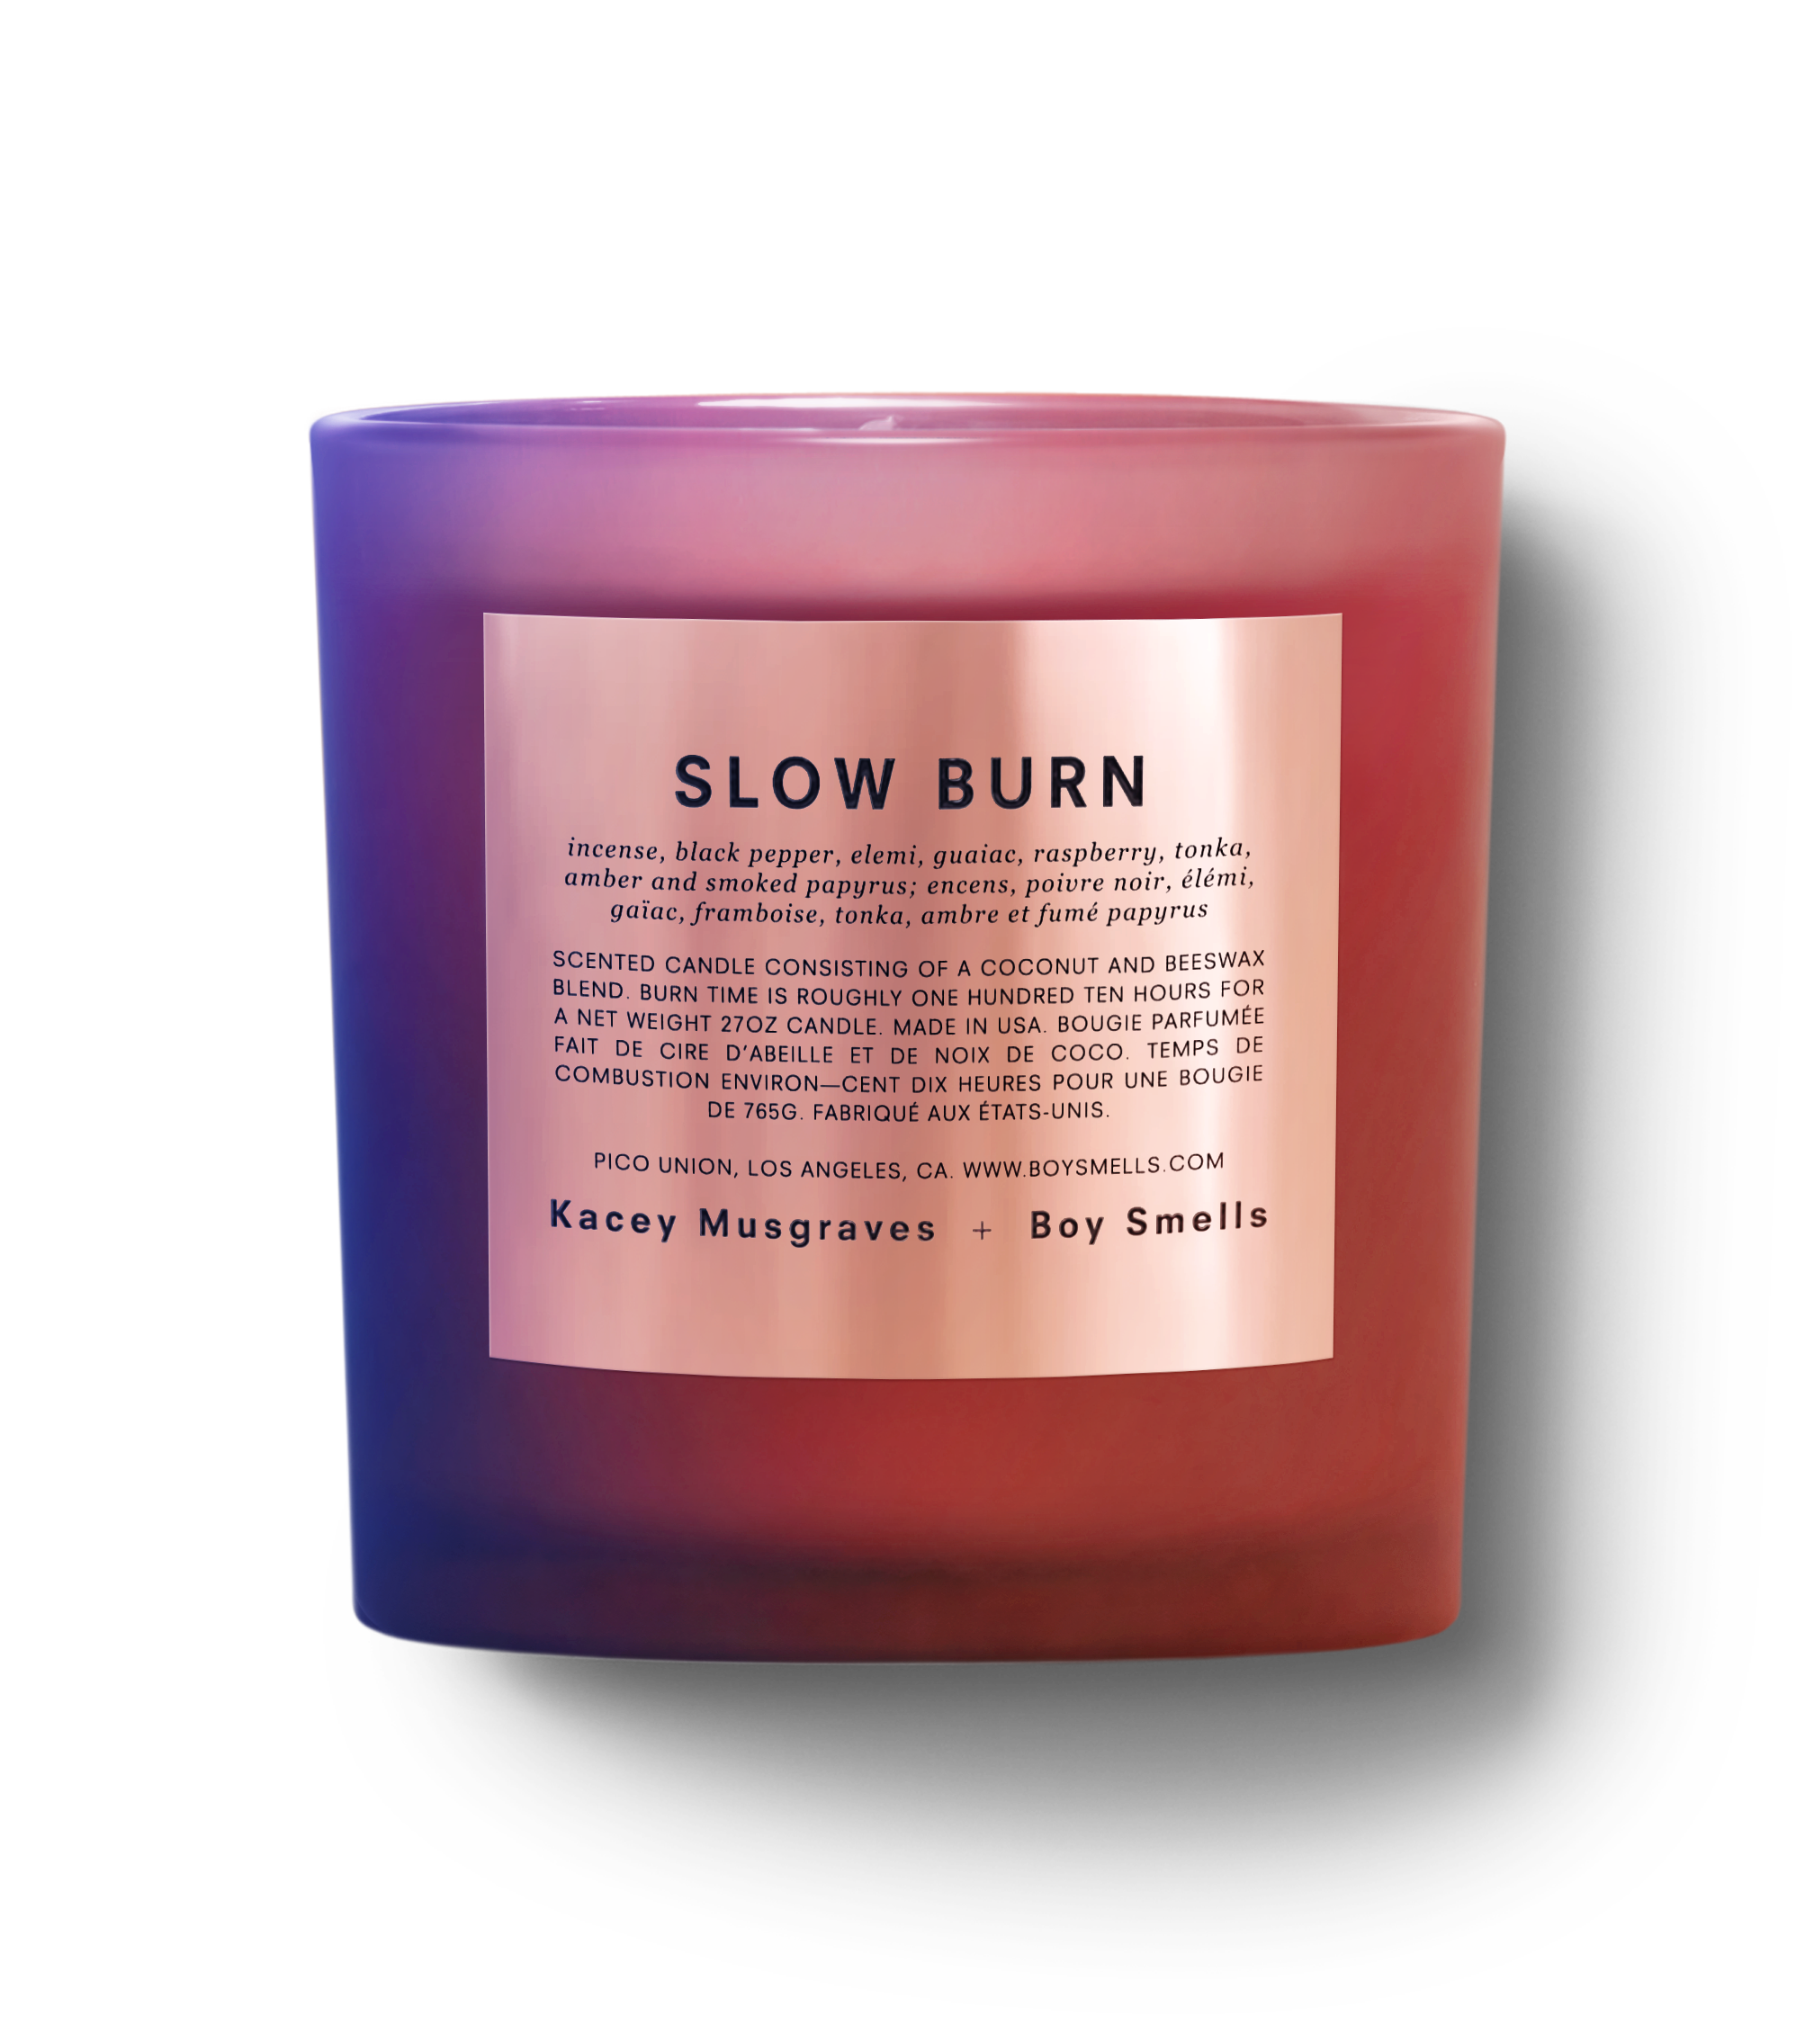 SLOW BURN
incense, black pepper, elemi, guaiac, raspberry, tonka,
amber and smoked papyrus; encens, poivre noir, élémi,
gaïac, framboise, tonka, ambre et fumé papyrus
SCENTED CANDLE CONSISTING OF A COCONUT AND BEESWAX
BLEND. BURN TIME IS ROUGHLY ONE HUNDRED TEN HOURS FOR
A NET WEIGHT 27OZ CANDLE. MADE IN USA. BOUGIE PARFUMÉE
FAIT DE CIRE D'ABEILLE ET DE NOIX DE COCO. TEMPS DE
COMBUSTION ENVIRON—CENT DIX HEURES POUR UNE BOUGIE
DE 765G. FABRIQUÉ AUX ÉTATS-UNIS.
PICO UNION, LOS ANGELES, CA. WWW.BOYSMELLS.COM
Kacey Musgraves + Boy Smells